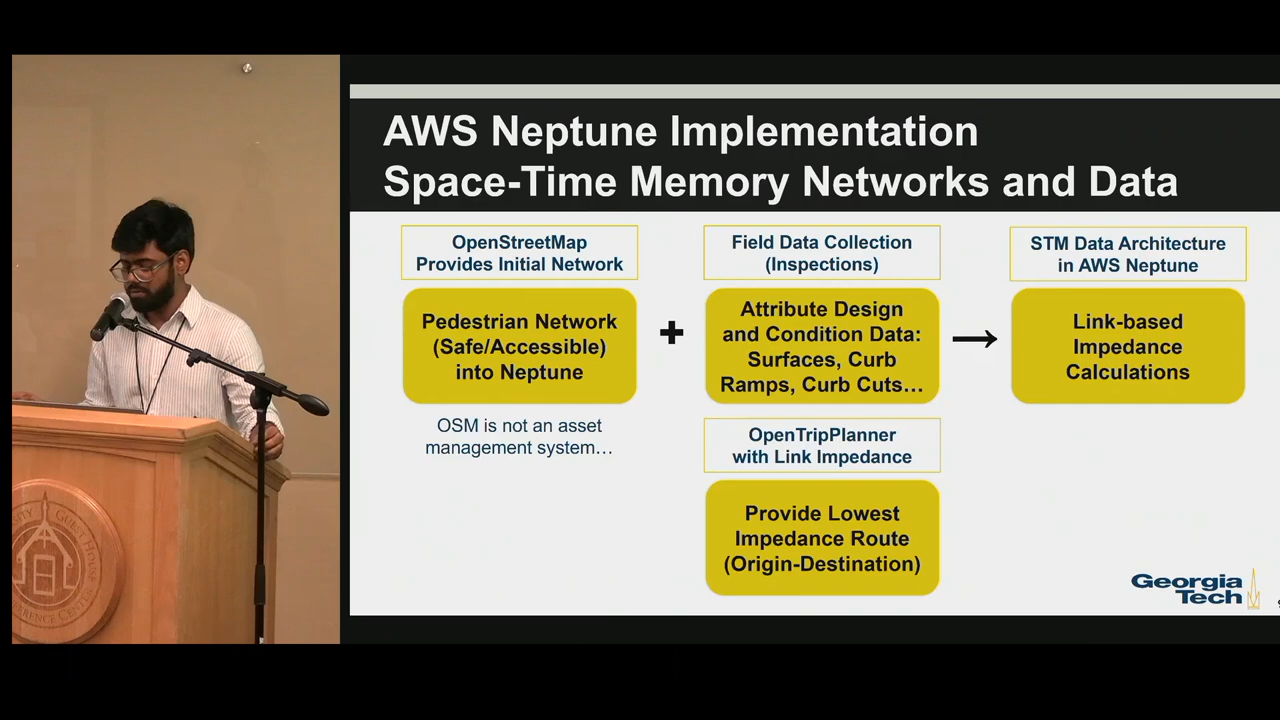 AWS Neptune Implementation
Space-Time Memory Networks and Data
OpenStreetMap
Provides Initial Network
Pedestrian Network
(Safe/Accessible)
into Neptune
OSM is not an asset
management system…
+
Field Data Collection
(Inspections)
Attribute Design
and Condition Data:
Surfaces, Curb
Ramps, Curb Cuts…
→
STM Data Architecture
in AWS Neptune
Link-based
Impedance
Calculations
OpenTripPlanner
with Link Impedance
Provide Lowest
Impedance Route
(Origin-Destination)
Georgia
Tech
GUEST HOUSE